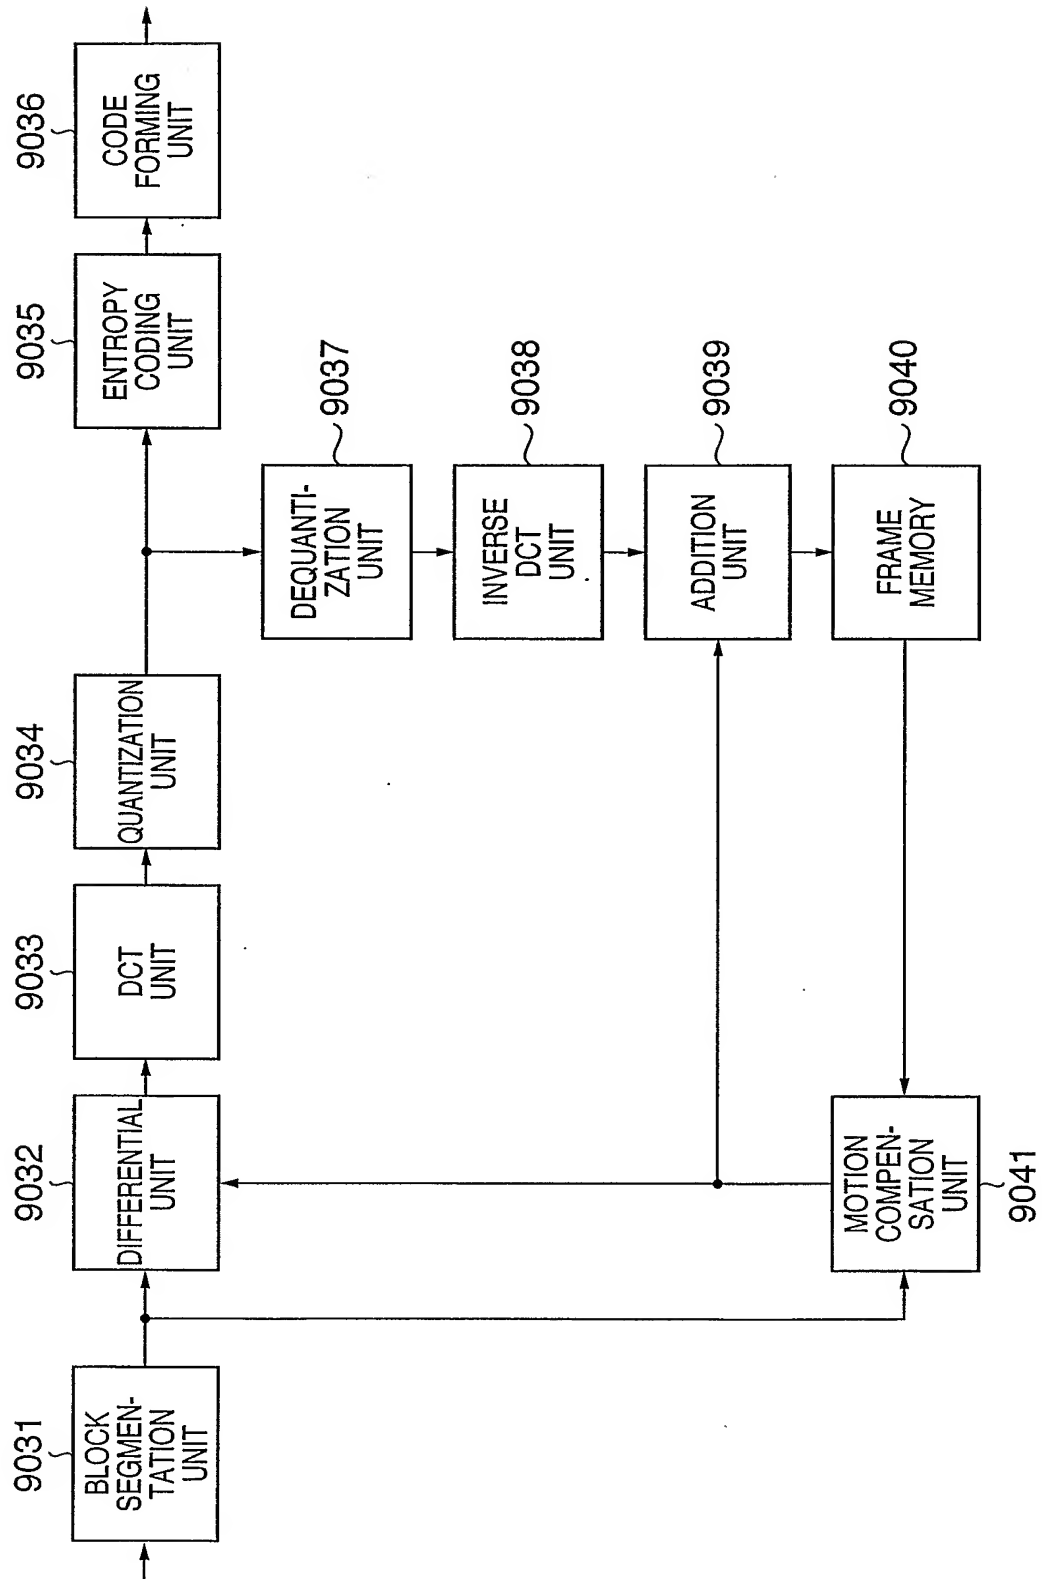 9031
BLOCK
SEGMEN-
TATION
UNIT
9032
DIFFERENTIAL
UNIT
9033
DCT
UNIT
9034
QUANTIZATION
UNIT
9035
ENTROPY
CODING
UNIT
9036
CODE
FORMING
UNIT
DEQUANTI-
ZATION
UNIT
9037
INVERSE
DCT
UNIT
9038
ADDITION
UNIT
9039
FRAME
MEMORY
9040
MOTION
COMPEN-
SATION
UNIT
9041